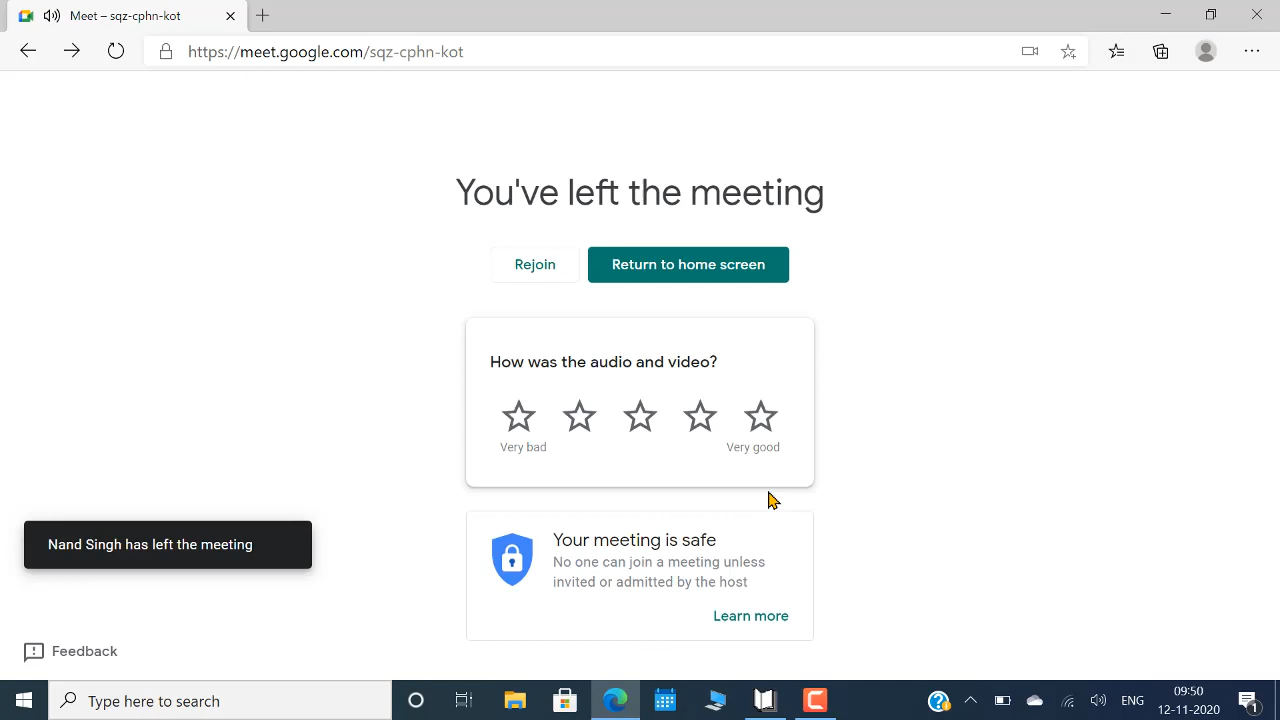 Meet – sqz-cphn-kot
https://meet.google.com/sqz-cphn-kot
You've left the meeting
Rejoin
Return to home screen
How was the audio and video?
Very bad
Very good
Your meeting is safe
No one can join a meeting unless
invited or admitted by the host
Learn more
Nand Singh has left the meeting
Feedback
Type here to search
ENG
09:50
12-11-2020
1